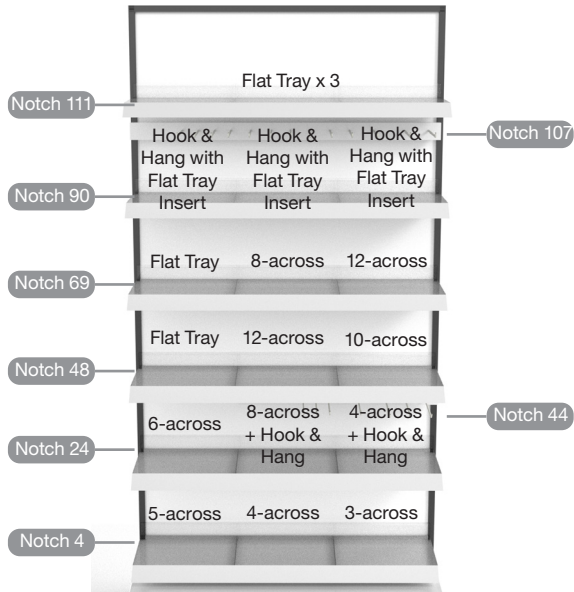 Flat Tray x 3
Notch 111
Notch 107
Hook & Hook & Hook &
Hang with Hang with Hang with
Flat Tray Flat Tray Flat Tray
Insert Insert Insert
Notch 90
Flat Tray 8-across 12-across
Notch 69
Flat Tray 12-across 10-across
Notch 48
Notch 44
6-across
8-across
+ Hook &
Hang
4-across
+ Hook &
Hang
Notch 24
5-across 4-across 3-across
Notch 4